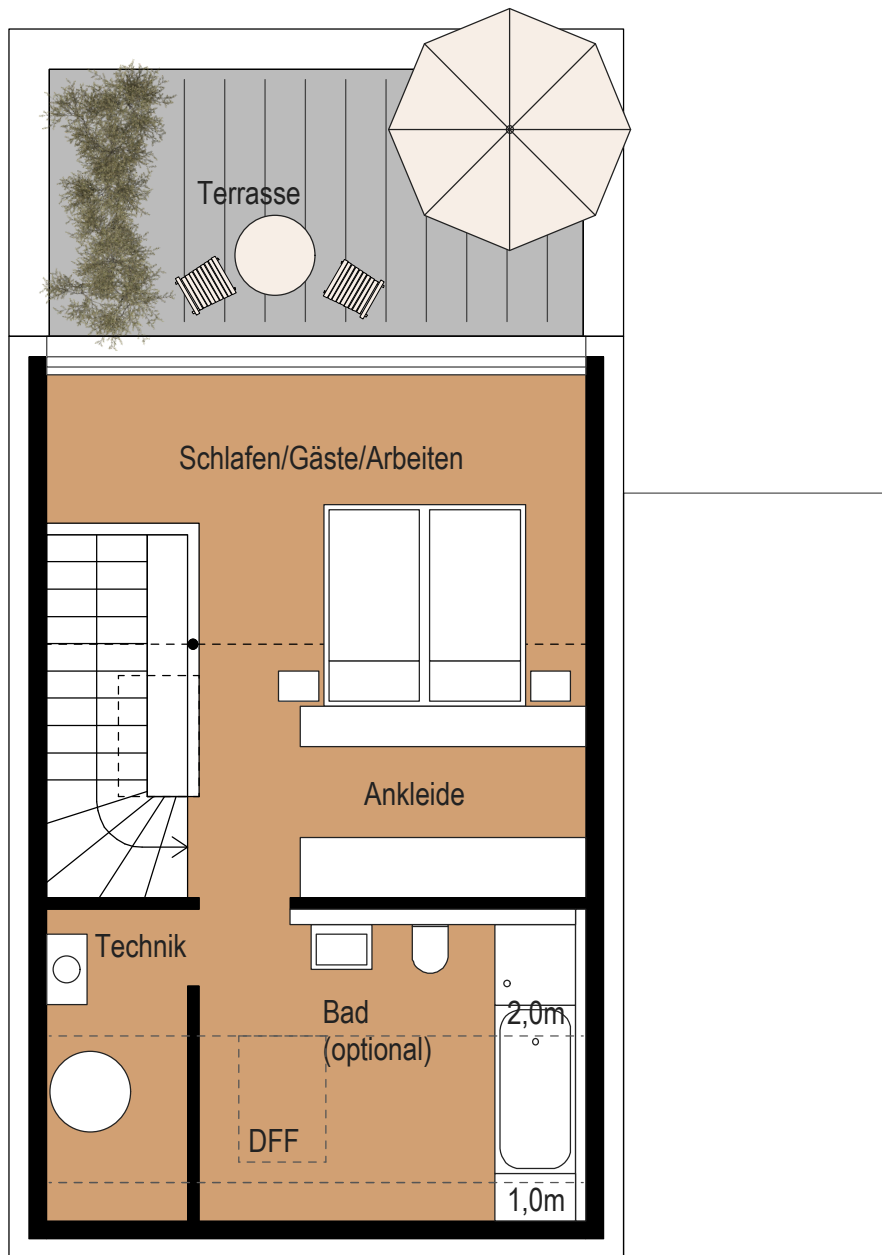 Terrasse
Schlafen/Gäste/Arbeiten
Ankleide
Technik
Bad
(optional)
2,0m
DFF
1,0m